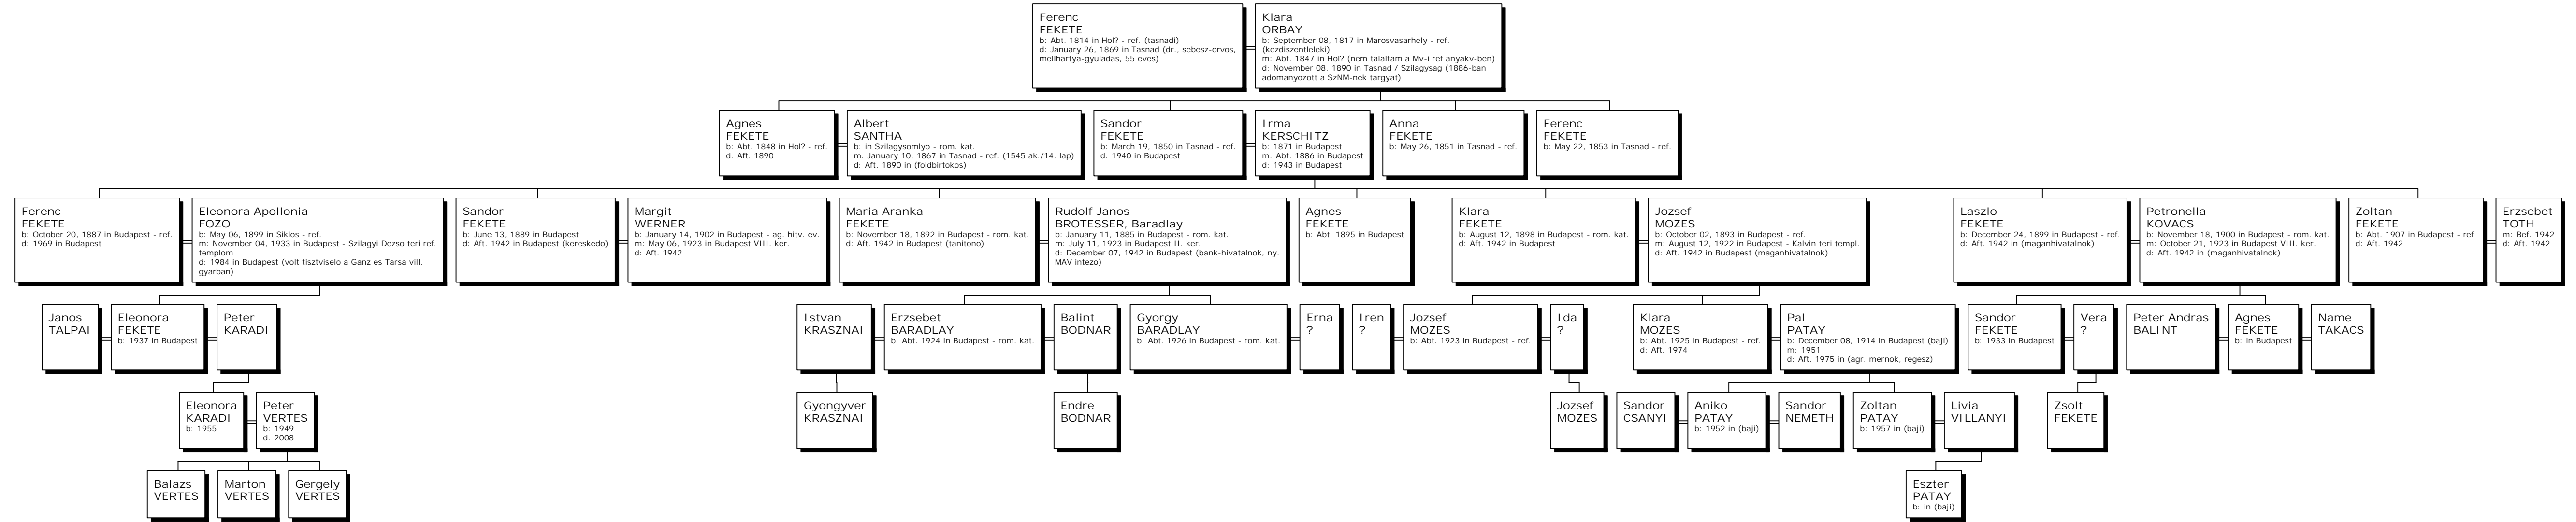 Ferenc
FEKETE
b: Abt. 1814 in Hol? - ref. (tasnadi)
d: January 26, 1869 in Tasnad (dr., sebesz-orvos,
mellhartya-gyuladas, 55 eves)
Klara
ORBAY
b: September 08, 1817 in Marosvasarhely - ref.
(kezdiszentleleki)
m: Abt. 1847 in Hol? (nem talaltam a Mv-i ref anyakv-ben)
d: November 08, 1890 in Tasnad / Szilagysag (1886-ban
adomanyozott a SzNM-nek targyat)
Agnes
FEKETE
b: Abt. 1848 in Hol? - ref.
d: Aft. 1890
Albert
SANTHA
b: in Szilagysomlyo - rom. kat.
m: January 10, 1867 in Tasnad - ref. (1545 ak./14. lap)
d: Aft. 1890 in (foldbirtokos)
Sandor
FEKETE
b: March 19, 1850 in Tasnad - ref.
d: 1940 in Budapest
Irma
KERSCHITZ
b: 1871 in Budapest
m: Abt. 1886 in Budapest
d: 1943 in Budapest
Anna
FEKETE
b: May 26, 1851 in Tasnad - ref.
Ferenc
FEKETE
b: May 22, 1853 in Tasnad - ref.
Ferenc
FEKETE
b: October 20, 1887 in Budapest - ref.
d: 1969 in Budapest
Eleonora Apollonia
FOZO
b: May 06, 1899 in Siklos - ref.
m: November 04, 1933 in Budapest - Szilagyi Dezso teri ref.
templom
d: 1984 in Budapest (volt tisztviselo a Ganz es Tarsa vill.
gyarban)
Sandor
FEKETE
b: June 13, 1889 in Budapest
d: Aft. 1942 in Budapest (kereskedo)
Margit
WERNER
b: January 14, 1902 in Budapest - ag. hitv. ev.
m: May 06, 1923 in Budapest VIII. ker.
d: Aft. 1942
Maria Aranka
FEKETE
b: November 18, 1892 in Budapest - rom. kat.
d: Aft. 1942 in Budapest (tanitono)
Rudolf Janos
BROTESSER, Baradlay
b: January 11, 1885 in Budapest - rom. kat.
m: July 11, 1923 in Budapest II. ker.
d: December 07, 1942 in Budapest (bank-hivatalnok, ny.
MAV intezo)
Agnes
FEKETE
b: Abt. 1895 in Budapest
Klara
FEKETE
b: August 12, 1898 in Budapest - rom. kat.
d: Aft. 1942 in Budapest
Jozsef
MOZES
b: October 02, 1893 in Budapest - ref.
m: August 12, 1922 in Budapest - Kalvin teri templ.
d: Aft. 1942 in Budapest (maganhivatalnok)
Laszlo
FEKETE
b: December 24, 1899 in Budapest - ref.
d: Aft. 1942 in (maganhivatalnok)
Petronella
KOVACS
b: November 18, 1900 in Budapest - rom. kat.
m: October 21, 1923 in Budapest VIII. ker.
d: Aft. 1942 in (maganhivatalnok)
Zoltan
FEKETE
b: Abt. 1907 in Budapest - ref.
d: Aft. 1942
Erzsebet
TOTH
m: Bef. 1942
d: Aft. 1942
Janos
TALPAI
Eleonora
FEKETE
b: 1937 in Budapest
Peter
KARADI
Istvan
KRASZNAI
Erzsebet
BARADLAY
b: Abt. 1924 in Budapest - rom. kat.
Balint
BODNAR
Gyorgy
BARADLAY
b: Abt. 1926 in Budapest - rom. kat.
Erna
?
Iren
?
Jozsef
MOZES
b: Abt. 1923 in Budapest - ref.
Ida
?
Klara
MOZES
b: Abt. 1925 in Budapest - ref.
d: Aft. 1974
Pal
PATAY
b: December 08, 1914 in Budapest (baji)
m: 1951
d: Aft. 1975 in (agr. mernok, regesz)
Sandor
FEKETE
b: 1933 in Budapest
Vera
?
Peter Andras
BALINT
Agnes
FEKETE
b: in Budapest
Name
TAKACS
Eleonora
KARADI
b: 1955
Peter
VERTES
b: 1949
d: 2008
Gyongyver
KRASZNAI
Endre
BODNAR
Jozsef
MOZES
Sandor
CSANYI
Aniko
PATAY
b: 1952 in (baji)
Sandor
NEMETH
Zoltan
PATAY
b: 1957 in (baji)
Livia
VILLANYI
Zsolt
FEKETE
Balazs
VERTES
Marton
VERTES
Gergely
VERTES
Eszter
PATAY
b: in (baji)